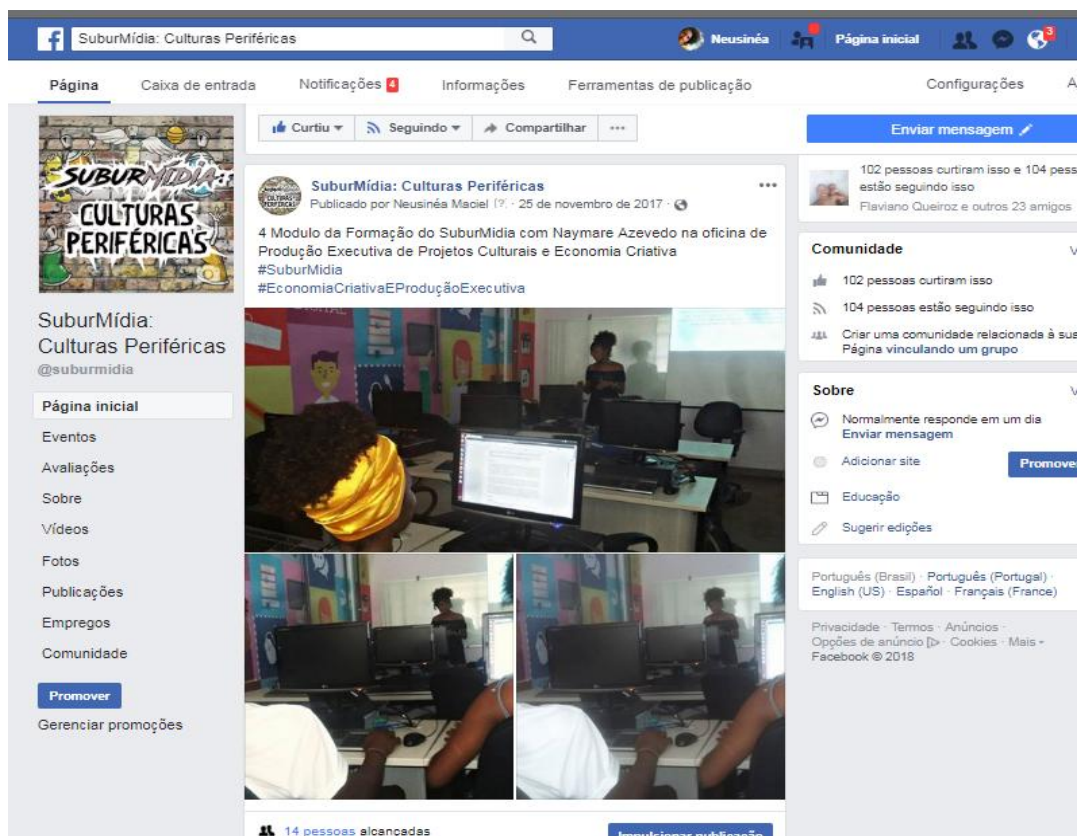 SuburMídia: Culturas Periféricas
Neusinéa
Página inicial
3
Página
Caixa de entrada
Notificações 4
Informações
Ferramentas de publicação
Configurações
A
SUBURMÍDIA:
CULTURAS
PERIFÉRICAS
SuburMídia:
Culturas Periféricas
@suburmidia
Página inicial
Eventos
Avaliações
Sobre
Vídeos
Fotos
Publicações
Empregos
Comunidade
Promover
Gerenciar promoções
Curtiu
Seguindo
Compartilhar
SuburMídia: Culturas Periféricas
Publicado por Neusinéa Maciel [?] · 25 de novembro de 2017 ·
4 Modulo da Formação do SuburMidia com Naymare Azevedo na oficina de
Produção Executiva de Projetos Culturais e Economia Criativa
#SuburMidia
#EconomiaCriativaEProduçãoExecutiva
14 pessoas alcançadas
Impulsionar publicação
Enviar mensagem
102 pessoas curtiram isso e 104 pess
estão seguindo isso
Flaviano Queiroz e outros 23 amigos
Comunidade
102 pessoas curtiram isso
104 pessoas estão seguindo isso
Criar uma comunidade relacionada à sua
Página vinculando um grupo
Sobre
Normalmente responde em um dia
Enviar mensagem
Adicionar site
Promover
Educação
Sugerir edições
Português (Brasil) · Português (Portugal) ·
English (US) · Español · Français (France)
Privacidade · Termos · Anúncios ·
Opções de anúncio · Cookies · Mais
Facebook © 2018